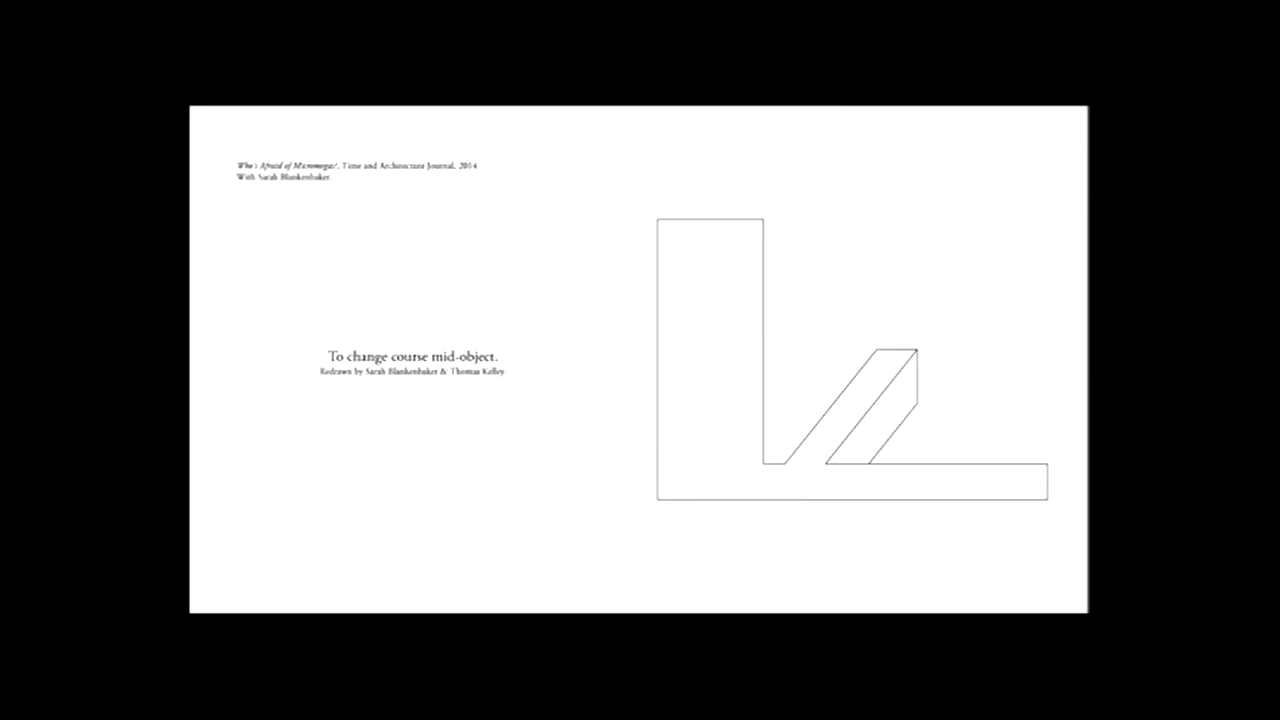 Who's Afraid of Micromegas?, Time and Architecture Journal, 2014
With Sarah Blankenbaker
To change course mid-object.
Redrawn by Sarah Blankenbaker & Thomas Kelley.